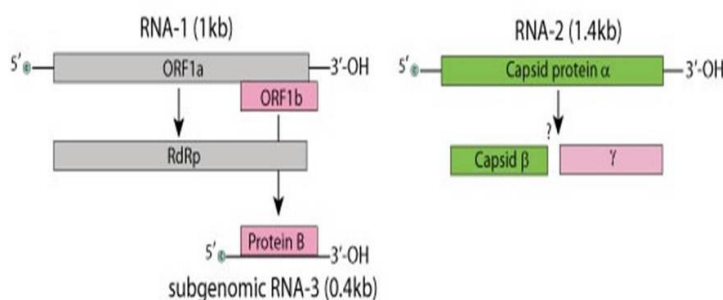 RNA-1 (1kb)
5' c ORF1a 3'-OH
ORF1b
RdRp
5' c Protein B 3'-OH
subgenomic RNA-3 (0.4kb)
RNA-2 (1.4kb)
5' c Capsid protein α 3'-OH
?
Capsid β γ